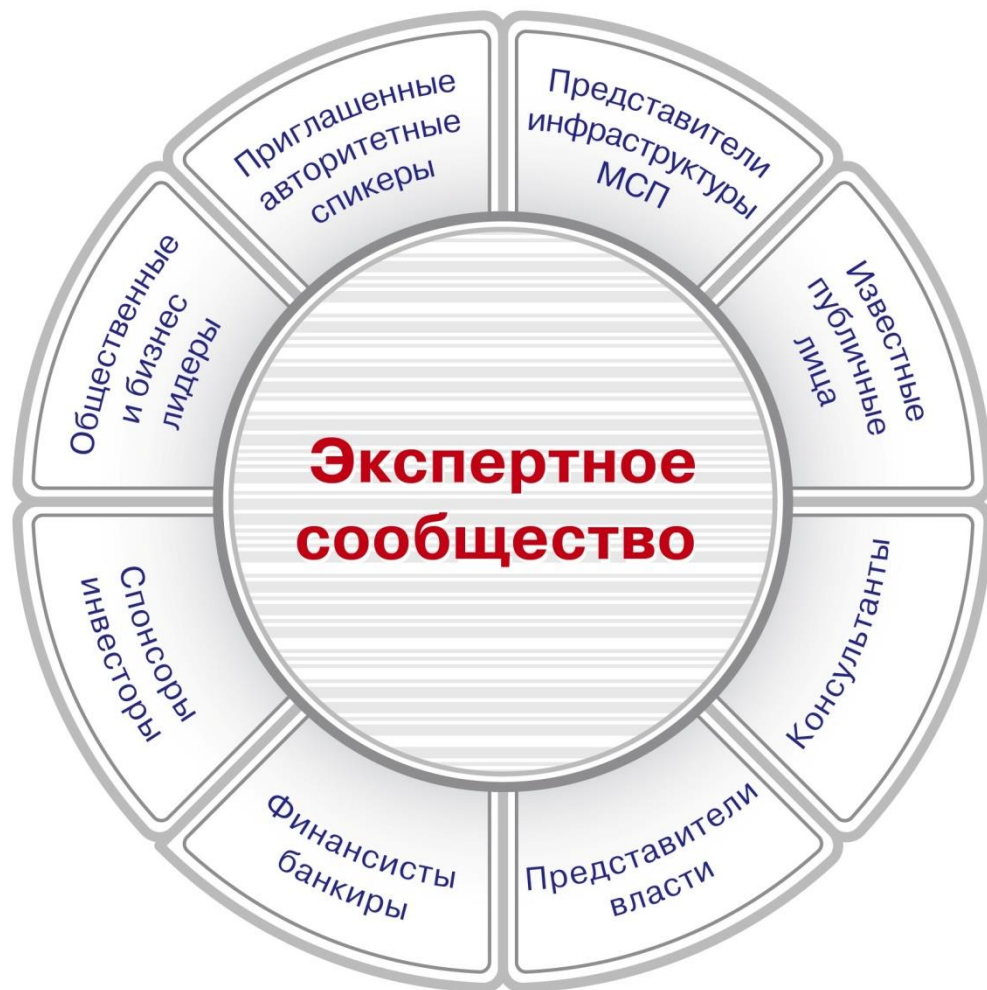 Приглашенные
авторитетные
спикеры
Представители
инфраструктуры
МСП
Известные
публичные
лица
Консультанты
Представители
власти
Финансисты
банкиры
Спонсоры
инвесторы
Общественные
и бизнес
лидеры
Экспертное
сообщество